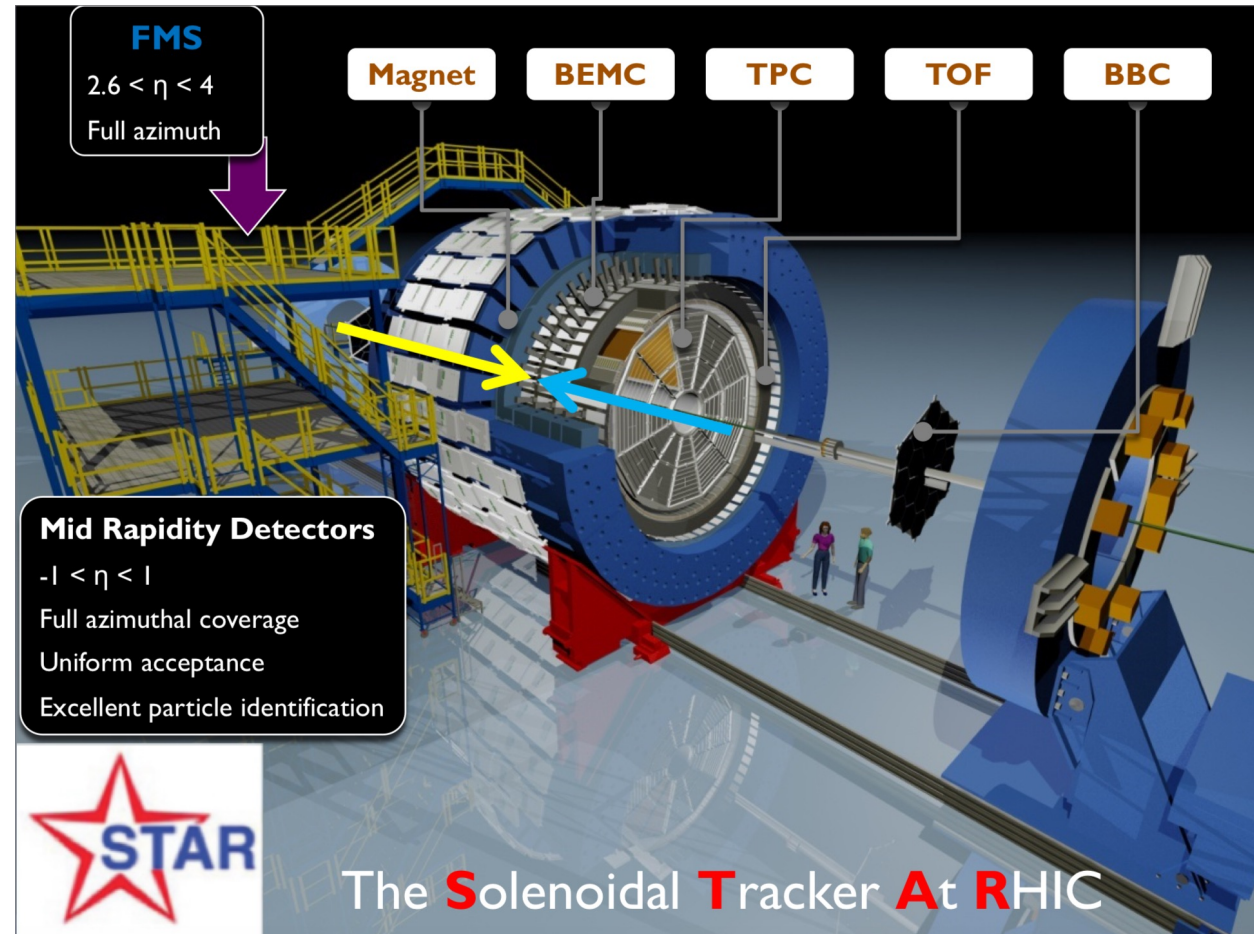 FMS
2.6 < η < 4
Full azimuth
Magnet
BEMC
TPC
TOF
BBC
Mid Rapidity Detectors
-1 < η < 1
Full azimuthal coverage
Uniform acceptance
Excellent particle identification
STAR
The Solenoidal Tracker At RHIC